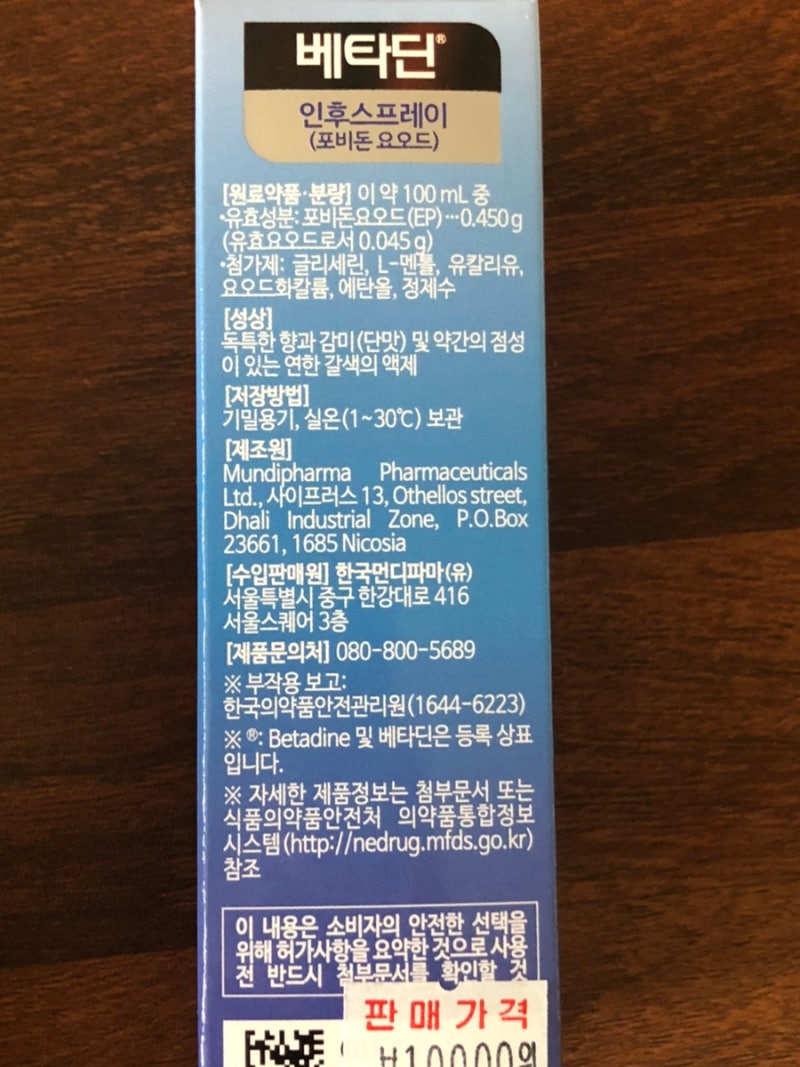 베타딘®
인후스프레이
(포비돈 요오드)
[원료약품·분량] 이 약 100 mL 중
•유효성분: 포비돈요오드(EP) … 0.450 g
(유효요오드로서 0.045 g)
•첨가제: 글리세린, L-멘톨, 유칼리유,
요오드화칼륨, 에탄올, 정제수
[성상]
독특한 향과 감미(단맛) 및 약간의 점성
이 있는 연한 갈색의 액제
[저장방법]
기밀용기, 실온(1~30℃) 보관
[제조원]
Mundipharma Pharmaceuticals
Ltd., 사이프러스 13, Othellos street,
Dhali Industrial Zone, P.O.Box
23661, 1685 Nicosia
[수입판매원] 한국먼디파마(유)
서울특별시 중구 한강대로 416
서울스퀘어 3층
[제품문의처] 080-800-5689
※ 부작용 보고:
한국의약품안전관리원(1644-6223)
※ ®: Betadine 및 베타딘은 등록 상표
입니다.
※ 자세한 제품정보는 첨부문서 또는
식품의약품안전처 의약품통합정보
시스템(http://nedrug.mfds.go.kr)
참조
이 내용은 소비자의 안전한 선택을
위해 허가사항을 요약한 것으로 사용
전 반드시 첨부문서를 확인할 것
판매가격
₩10000원